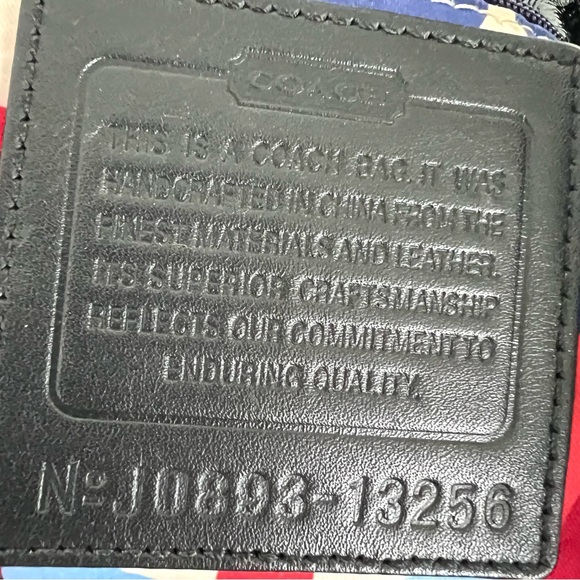 COACH
THIS IS A COACH BAG. IT WAS
HANDCRAFTED IN CHINA FROM THE
FINEST MATERIALS AND LEATHER.
ITS SUPERIOR CRAFTSMANSHIP
REFLECTS OUR COMMITMENT TO
ENDURING QUALITY.
Nº J0893-13256